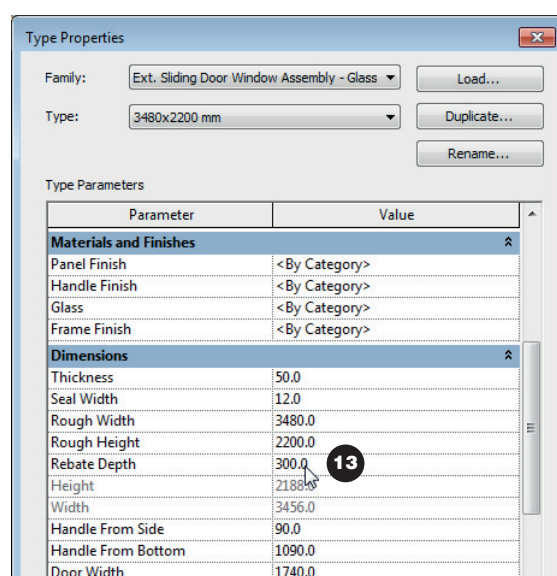 Type Properties
Family: Ext. Sliding Door Window Assembly - Glass Load...
Type: 3480x2200 mm Duplicate...
Rename...
Type Parameters
Parameter Value
Materials and Finishes
Panel Finish <By Category>
Handle Finish <By Category>
Glass <By Category>
Frame Finish <By Category>
Dimensions
Thickness 50.0
Seal Width 12.0
Rough Width 3480.0
Rough Height 2200.0
Rebate Depth 300.0 13
Height 2188.0
Width 3456.0
Handle From Side 90.0
Handle From Bottom 1090.0
Door Width 1740.0